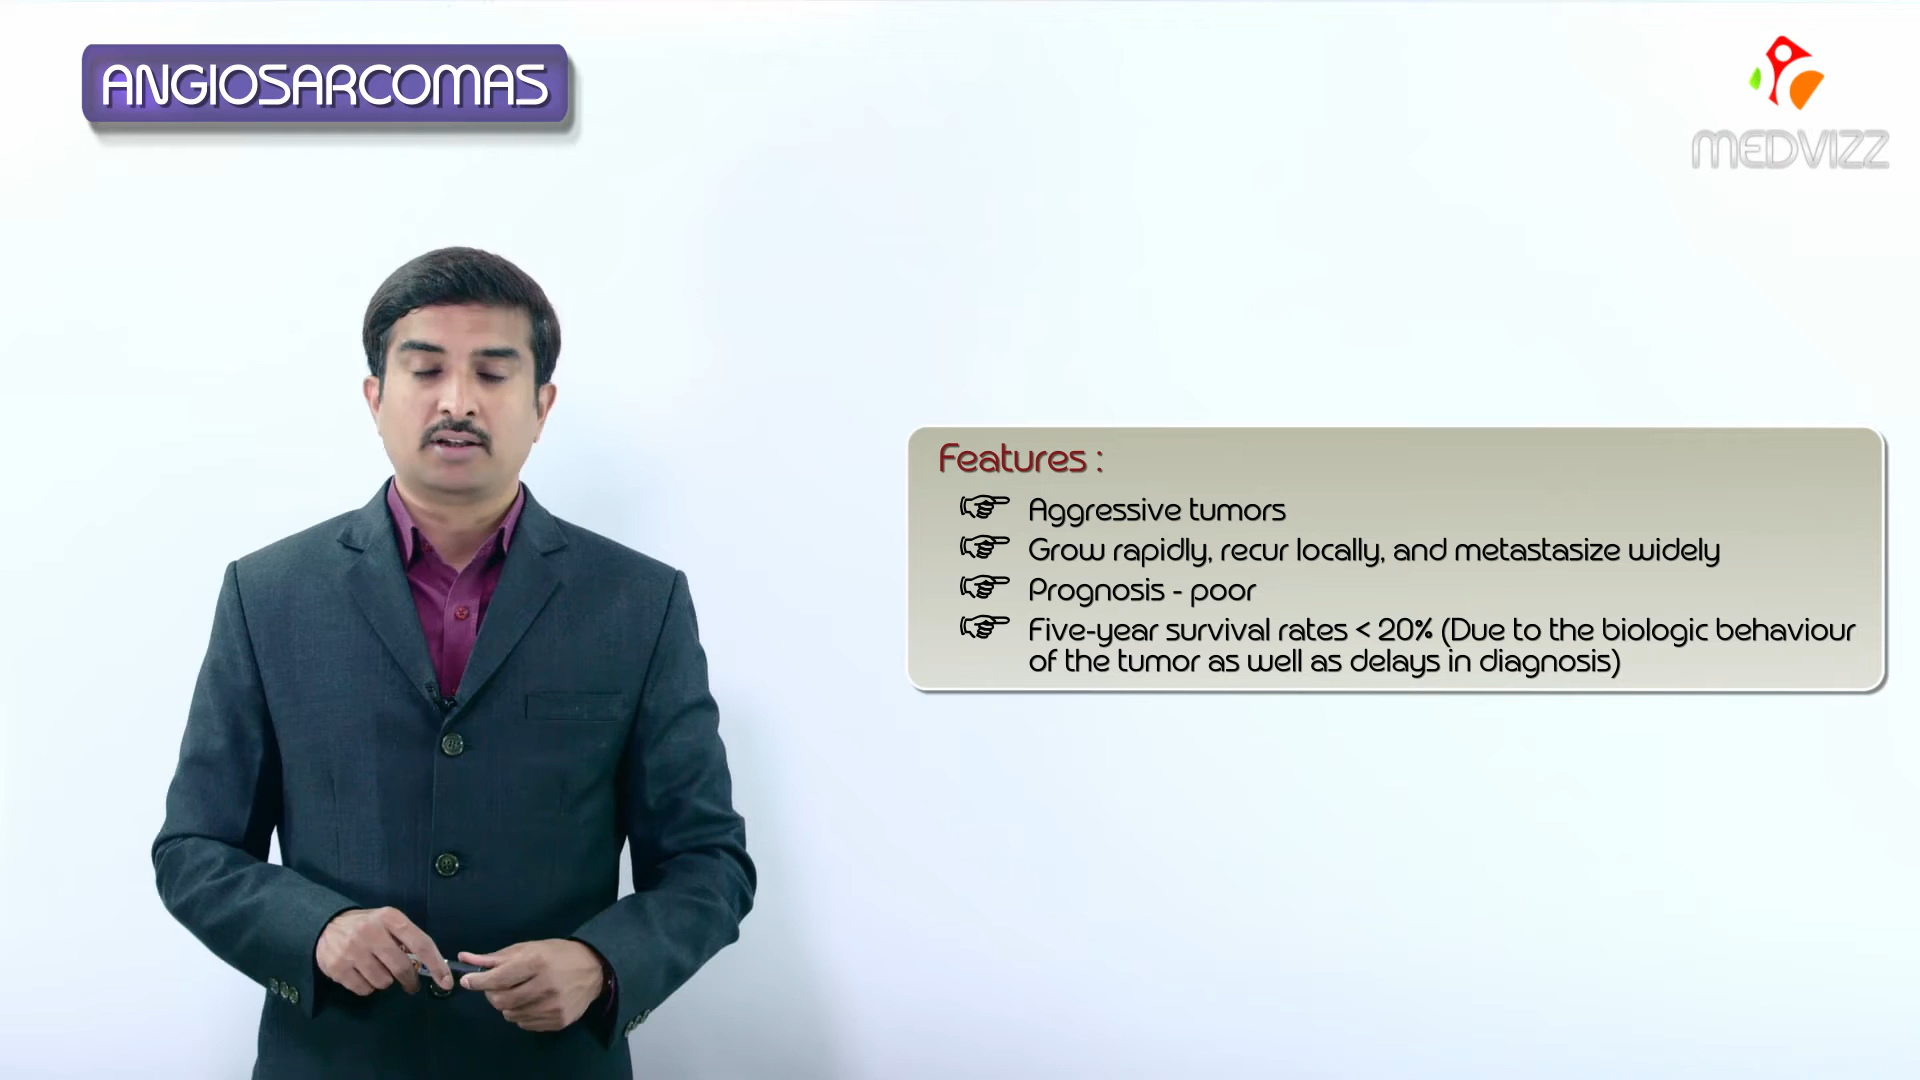 ANGIOSARCOMAS
MEDVIZZ
Features :
Aggressive tumors
Grow rapidly, recur locally, and metastasize widely
Prognosis - poor
Five-year survival rates < 20% (Due to the biologic behaviour
of the tumor as well as delays in diagnosis)